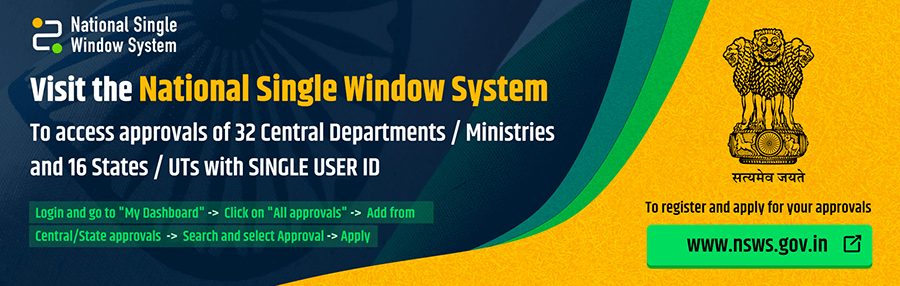 National Single
Window System
Visit the National Single Window System
To access approvals of 32 Central Departments / Ministries
and 16 States / UTs with SINGLE USER ID
Login and go to "My Dashboard" -> Click on "All approvals" -> Add from
Central/State approvals -> Search and select Approval -> Apply
सत्यमेव जयते
To register and apply for your approvals
www.nsws.gov.in